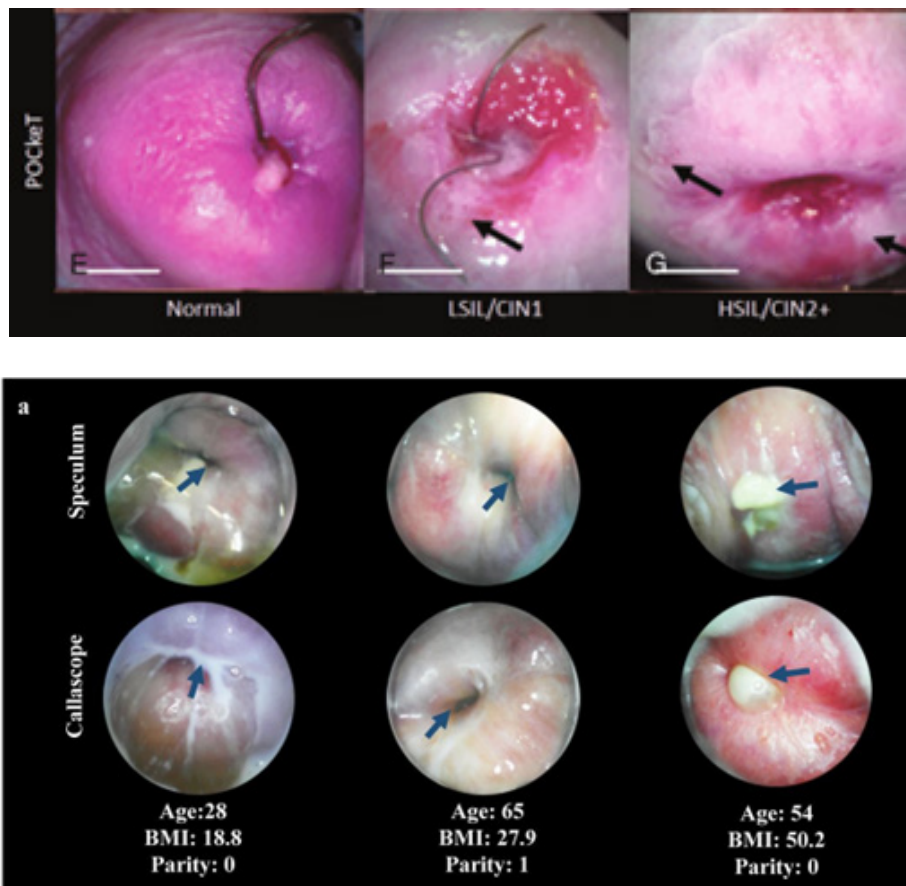 POCkeT
E
F
G
Normal
LSIL/CIN1
HSIL/CIN2+
a
Speculum
Callascope
Age:28
BMI: 18.8
Parity: 0
Age: 65
BMI: 27.9
Parity: 1
Age: 54
BMI: 50.2
Parity: 0